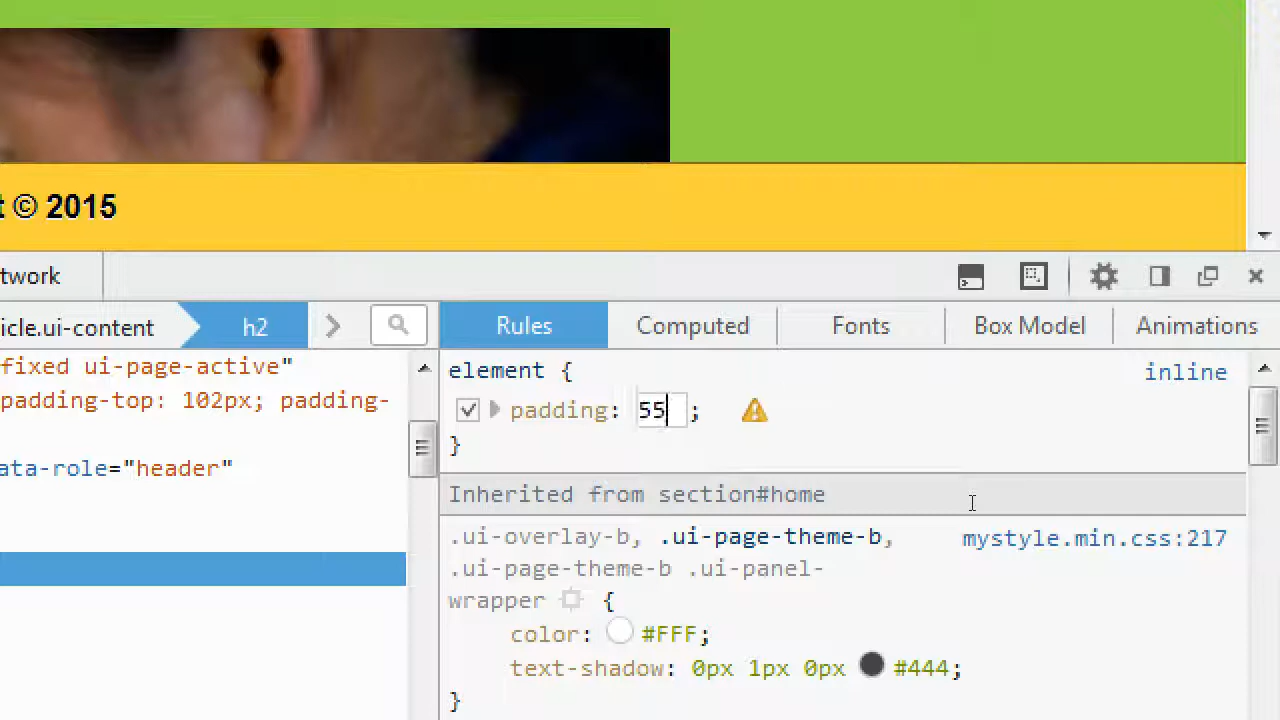 t © 2015
twork
icle.ui-content h2 Rules Computed Fonts Box Model Animations
fixed ui-page-active"
padding-top: 102px; padding-
ata-role="header"
element { inline
padding: 55 ;
}
Inherited from section#home
.ui-overlay-b, .ui-page-theme-b, mystyle.min.css:217
.ui-page-theme-b .ui-panel-
wrapper {
color: #FFF;
text-shadow: 0px 1px 0px #444;
}